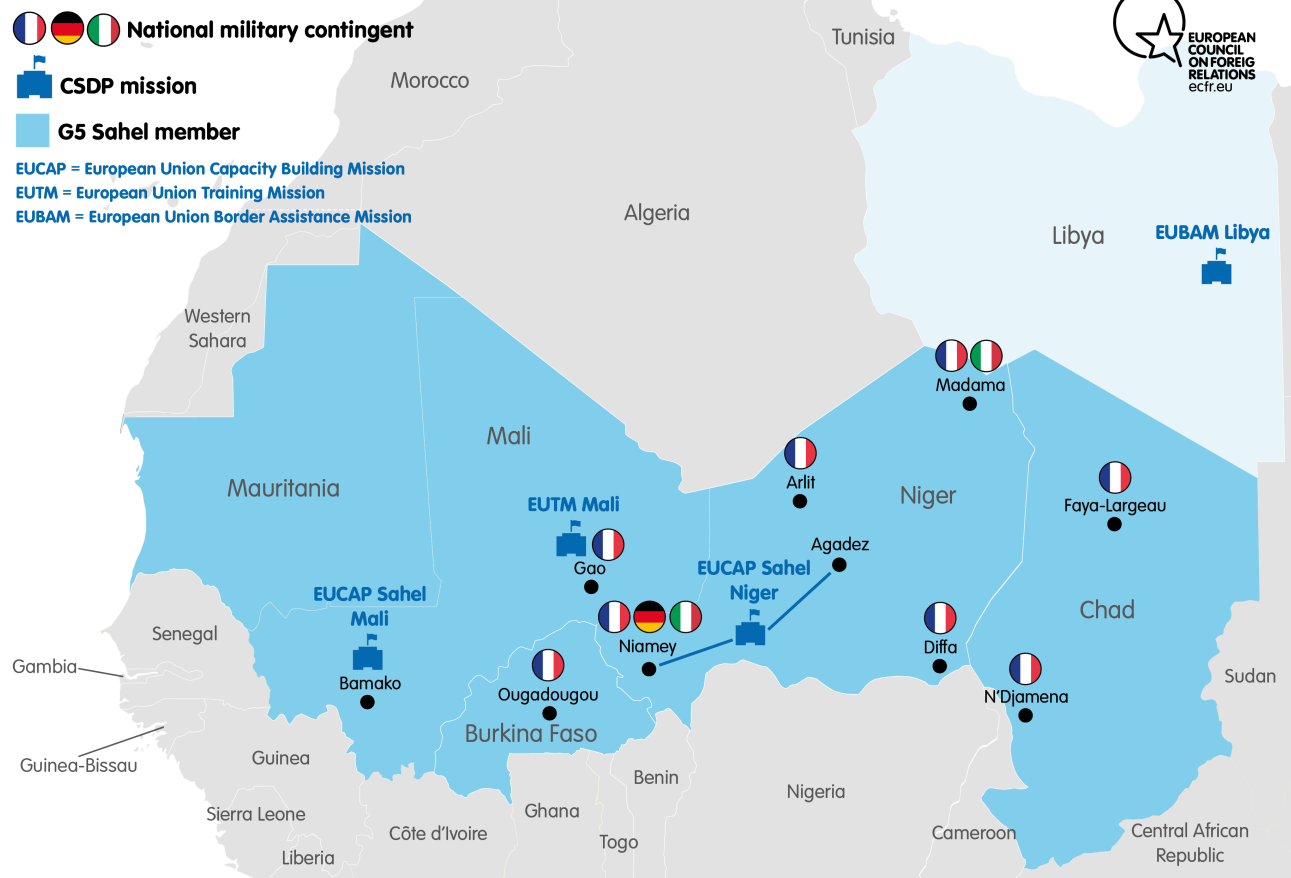 National military contingent
CSDP mission
G5 Sahel member
EUCAP = European Union Capacity Building Mission
EUTM = European Union Training Mission
EUBAM = European Union Border Assistance Mission
EUROPEAN
COUNCIL
ON FOREIG
RELATIONS
ecfr.eu
Tunisia
Morocco
Algeria
Libya
EUBAM Libya
Western
Sahara
Madama
Mali
Mauritania
Arlit
Niger
Faya-Largeau
EUTM Mali
Gao
Agadez
EUCAP Sahel
Niger
EUCAP Sahel
Mali
Chad
Senegal
Niamey
Diffa
Gambia
Bamako
Ougadougou
N'Djamena
Sudan
Burkina Faso
Guinea-Bissau
Guinea
Benin
Nigeria
Sierra Leone
Ghana
Côte d'Ivoire
Togo
Cameroon
Central African
Republic
Liberia